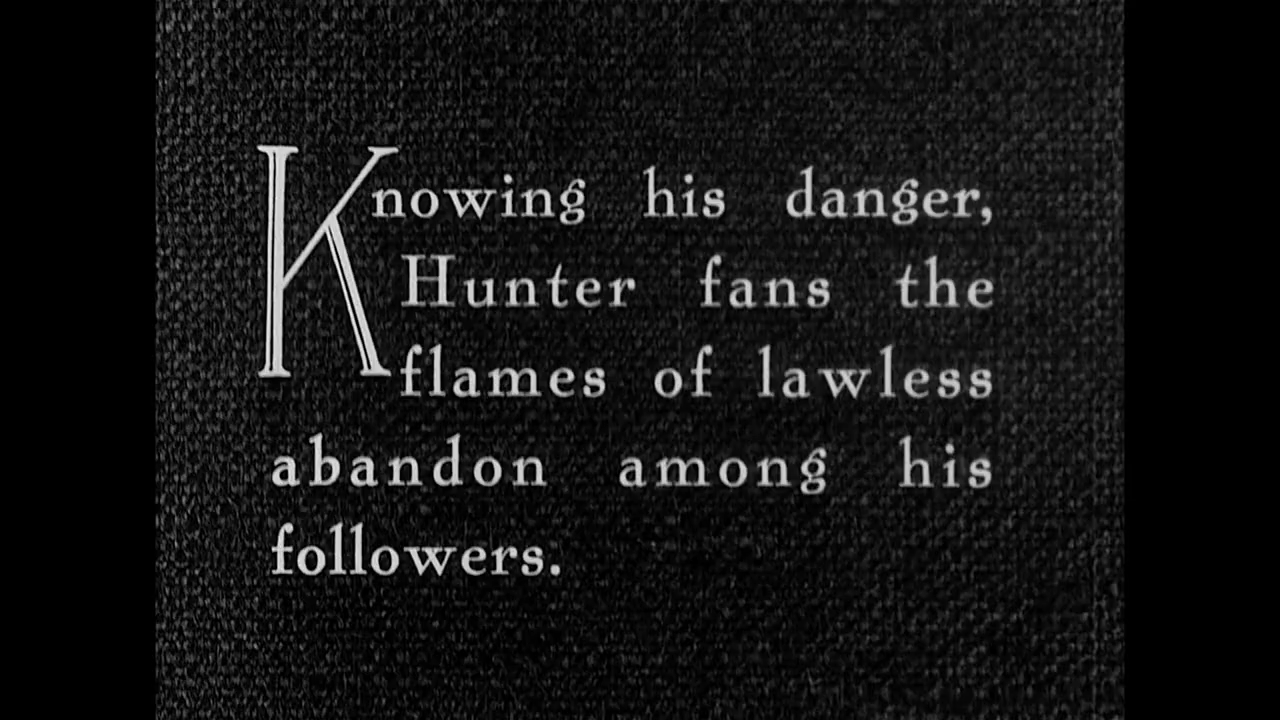 Knowing his danger,
Hunter fans the
flames of lawless
abandon among his
followers.